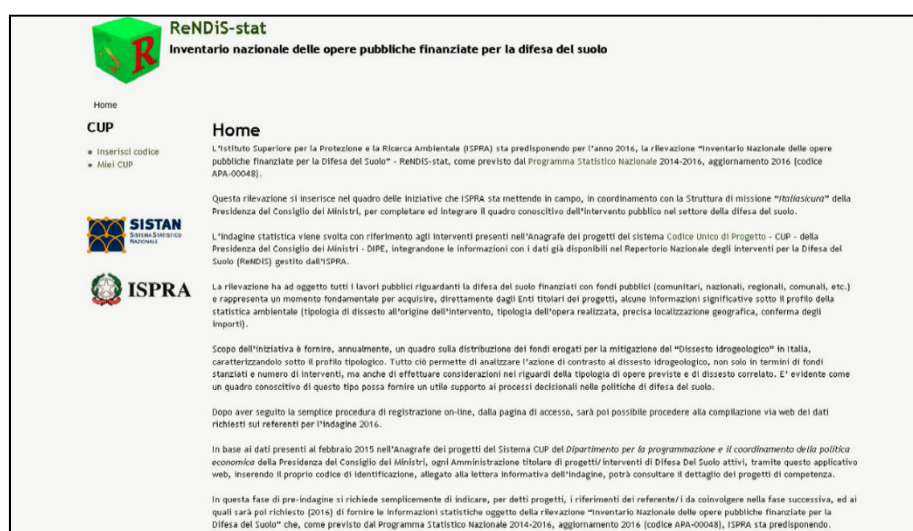 ReNDiS-stat
Inventario nazionale delle opere pubbliche finanziate per la difesa del suolo
Home
CUP
Inserisci codice
Miei CUP
SISTAN
SISTEMA STATISTICO
NAZIONALE
ISPRA
Home
L'Istituto Superiore per la Protezione e la Ricerca Ambientale (ISPRA) sta predisponendo per l'anno 2016, la rilevazione "Inventario Nazionale delle opere
pubbliche finanziate per la Difesa del Suolo" - ReNDiS-stat, come previsto dal Programma Statistico Nazionale 2014-2016, aggiornamento 2016 (codice
APA-00048).
Questa rilevazione si inserisce nel quadro delle iniziative che ISPRA sta mettendo in campo, in coordinamento con la Struttura di missione "Italiasicura" della
Presidenza del Consiglio dei Ministri, per completare ed integrare il quadro conoscitivo dell'intervento pubblico nel settore della difesa del suolo.
L'indagine statistica viene svolta con riferimento agli interventi presenti nell'Anagrafe dei progetti del sistema Codice Unico di Progetto - CUP - della
Presidenza del Consiglio dei Ministri - DIPE, integrandone le informazioni con i dati già disponibili nel Repertorio Nazionale degli interventi per la Difesa del
Suolo (ReNDiS) gestito dall'ISPRA.
La rilevazione ha ad oggetto tutti i lavori pubblici riguardanti la difesa del suolo finanziati con fondi pubblici (comunitari, nazionali, regionali, comunali, etc.)
e rappresenta un momento fondamentale per acquisire, direttamente dagli Enti titolari dei progetti, alcune informazioni significative sotto il profilo della
statistica ambientale (tipologia di dissesto all'origine dell'intervento, tipologia dell'opera realizzata, precisa localizzazione geografica, conferma degli
importi).
Scopo dell'iniziativa è fornire, annualmente, un quadro sulla distribuzione dei fondi erogati per la mitigazione del "Dissesto idrogeologico" in Italia,
caratterizzandolo sotto il profilo tipologico. Tutto ciò permette di analizzare l'azione di contrasto al dissesto idrogeologico, non solo in termini di fondi
stanziati e numero di interventi, ma anche di effettuare considerazioni nei riguardi della tipologia di opere previste e di dissesto correlato. E' evidente come
un quadro conoscitivo di questo tipo possa fornire un utile supporto ai processi decisionali nelle politiche di difesa del suolo.
Dopo aver seguito la semplice procedura di registrazione on-line, dalla pagina di accesso, sarà poi possibile procedere alla compilazione via web dei dati
richiesti sui referenti per l'indagine 2016.
In base ai dati presenti al febbraio 2015 nell'Anagrafe dei progetti del Sistema CUP del Dipartimento per la programmazione e il coordinamento della politica
economica della Presidenza del Consiglio dei Ministri, ogni Amministrazione titolare di progetti/interventi di Difesa Del Suolo attivi, tramite questo applicativo
web, inserendo il proprio codice di identificazione, allegato alla lettera informativa dell'indagine, potrà consultare il dettaglio dei progetti di competenza.
In questa fase di pre-indagine si richiede semplicemente di indicare, per detti progetti, i riferimenti dei referente/i da coinvolgere nella fase successiva, ed ai
quali sarà poi richiesto (2016) di fornire le informazioni statistiche oggetto della rilevazione "Inventario Nazionale delle opere pubbliche finanziate per la
Difesa del Suolo" che, come previsto dal Programma Statistico Nazionale 2014-2016, aggiornamento 2016 (codice APA-00048), ISPRA sta predisponendo.